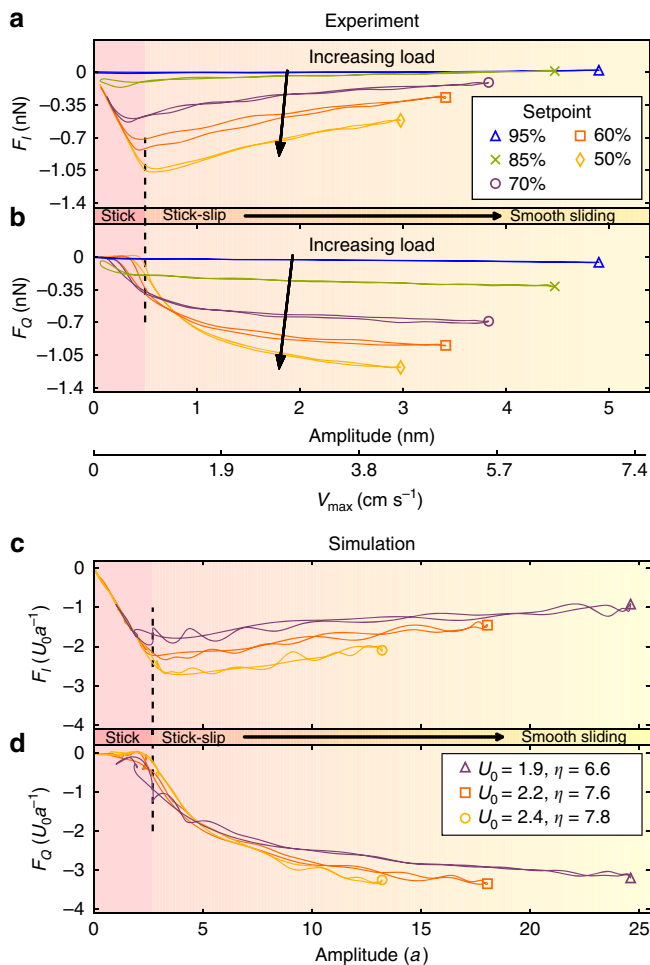 a
Experiment
Increasing load
0
−0.35
−0.7
−1.05
−1.4
F_I (nN)
Setpoint
95%
60%
85%
50%
70%
Stick
Stick-slip
Smooth sliding
b
Increasing load
0
−0.35
−0.7
−1.05
−1.4
F_Q (nN)
0 1 2 3 4 5
Amplitude (nm)
0 1.9 3.8 5.7 7.4
V_max (cm s⁻¹)
c
Simulation
0
−1
−2
−3
−4
F_I (U₀a⁻¹)
Stick
Stick-slip
Smooth sliding
d
0
−1
−2
−3
−4
F_Q (U₀a⁻¹)
U₀ = 1.9, η = 6.6
U₀ = 2.2, η = 7.6
U₀ = 2.4, η = 7.8
0 5 10 15 20 25
Amplitude (a)